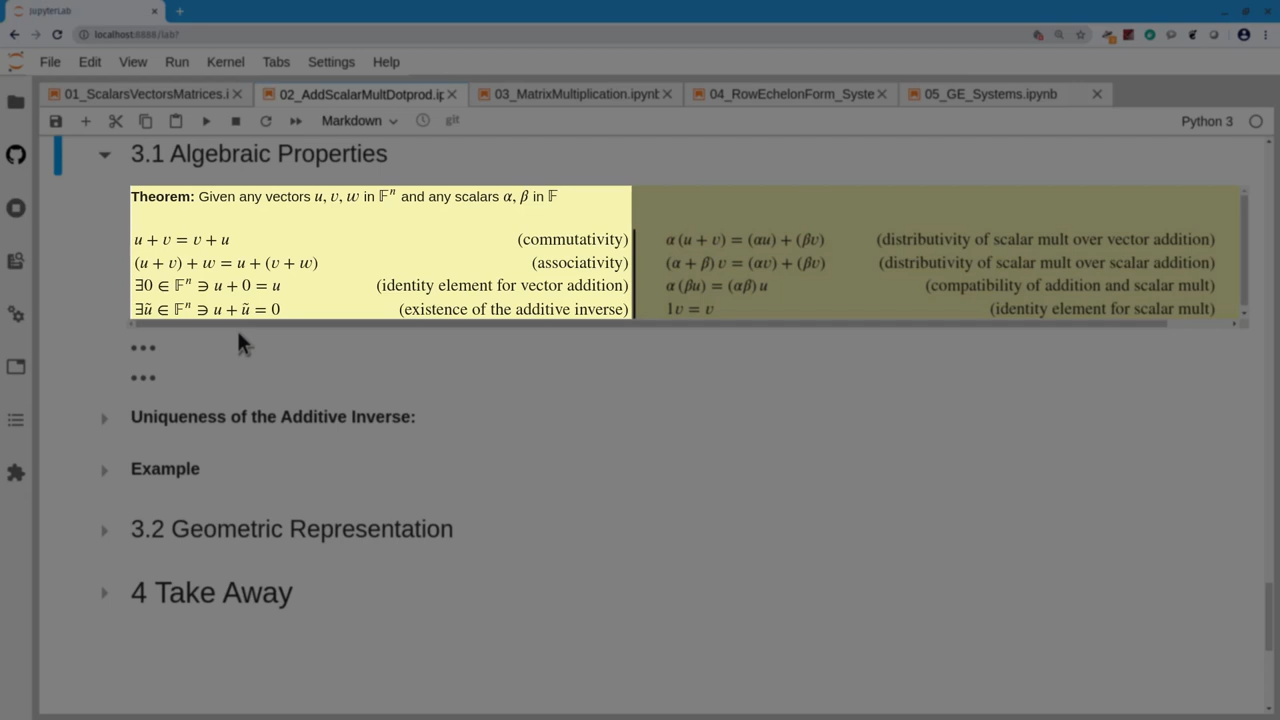 JupyterLab
localhost:8888/lab?
File Edit View Run Kernel Tabs Settings Help
01_ScalarsVectorsMatrices.i 02_AddScalarMultDotprod.ip 03_MatrixMultiplication.ipynb 04_RowEchelonForm_Syste 05_GE_Systems.ipynb
Markdown git Python 3
3.1 Algebraic Properties
Theorem: Given any vectors u, v, w in 𝔽ⁿ and any scalars α, β in 𝔽
u + v = v + u (commutativity) α (u + v) = (αu) + (βv) (distributivity of scalar mult over vector addition)
(u + v) + w = u + (v + w) (associativity) (α + β) v = (αv) + (βv) (distributivity of scalar mult over scalar addition)
∃0 ∈ 𝔽ⁿ ∋ u + 0 = u (identity element for vector addition) α (βu) = (αβ) u (compatibility of addition and scalar mult)
∃ũ ∈ 𝔽ⁿ ∋ u + ũ = 0 (existence of the additive inverse) 1v = v (identity element for scalar mult)
Uniqueness of the Additive Inverse:
Example
3.2 Geometric Representation
4 Take Away